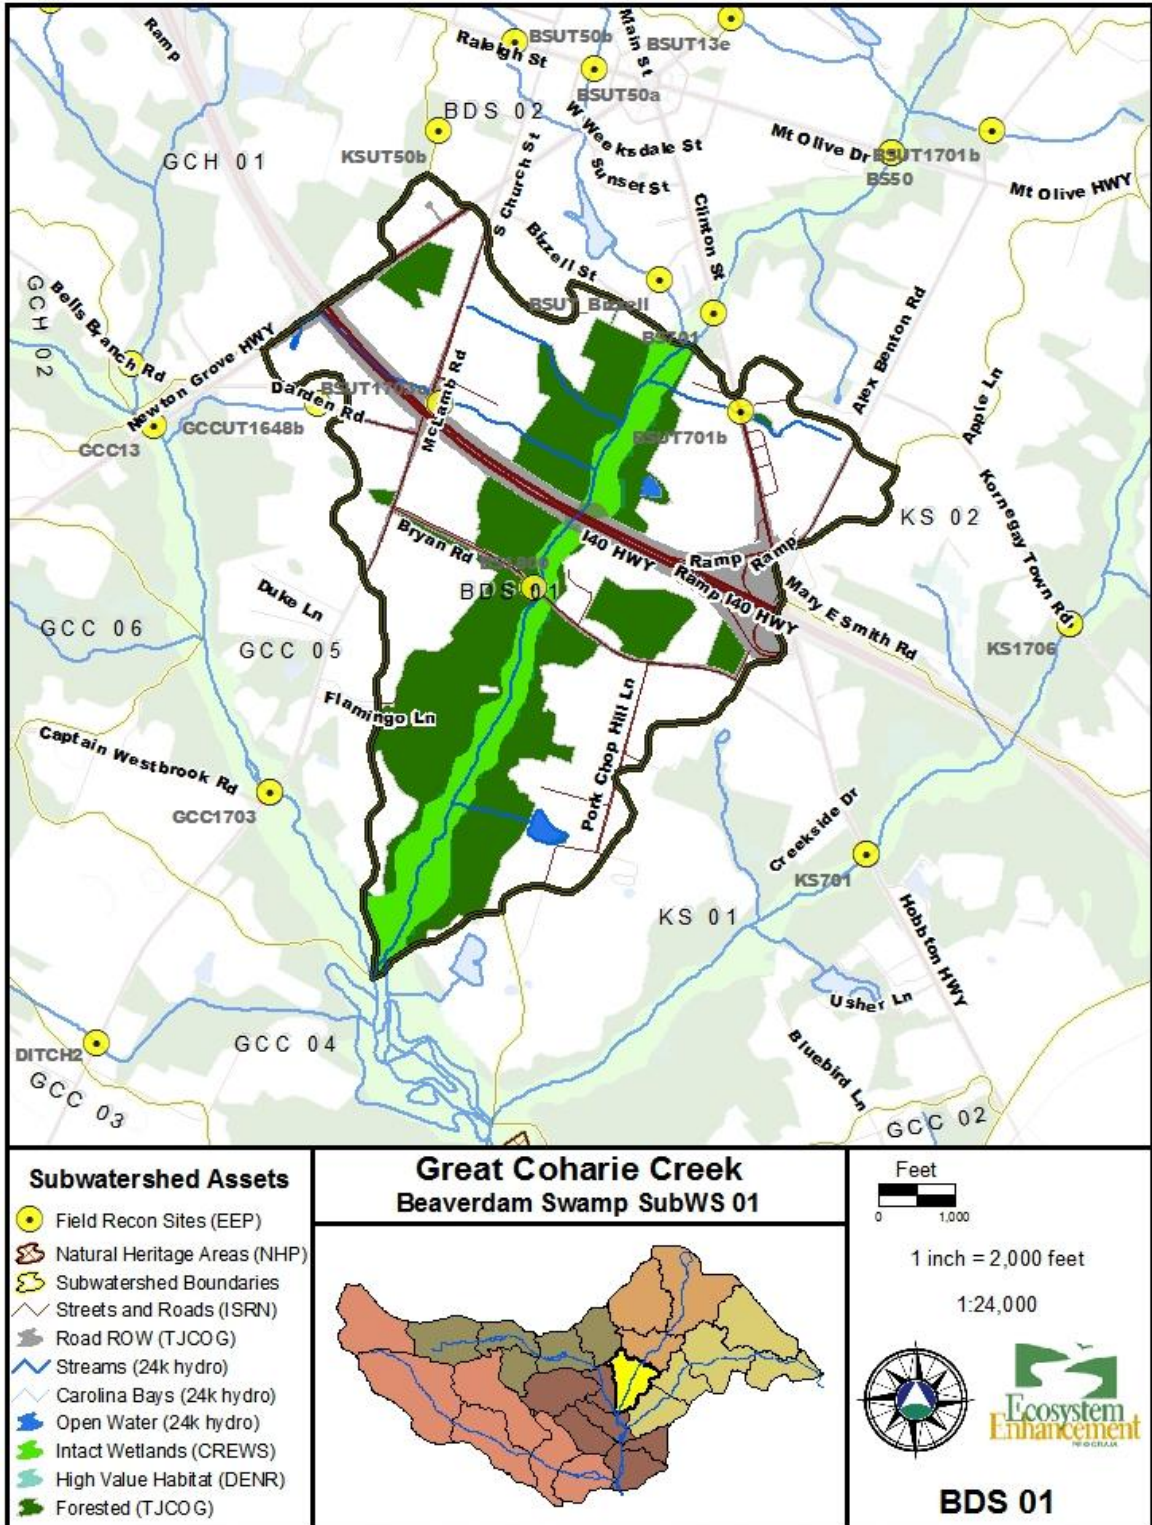 Ramp
Raleigh St
BSUT50b
Main St
BSUT13e
BSUT50a
BDS 02
W Weeksdale St
KSUT50b
GCH 01
S Church St
Sunset St
Mt Olive Dr
BSUT1701b
BS50
Mt Olive HWY
Clinton St
Bizzell St
GCH 02
Bells Branch Rd
BSUT Bizzell
BS701
Alex Benton Rd
Newton Grove HWY
Darden Rd
McLamb Rd
Apple Ln
GCCUT1648b
GCC13
BSUT701b
Kornegay Town Rd
KS 02
Bryan Rd
I40 HWY
Ramp
Ramp
BDS 01
Ramp
I40 HWY
Mary E Smith Rd
Duke Ln
GCC 06
GCC 05
KS1706
Flamingo Ln
Captain Westbrook Rd
Pork Chop Hill Ln
GCC1703
Creekside Dr
KS701
KS 01
Hobbton HWY
Usher Ln
DITCH2
GCC 04
Bluebird Ln
GCC 03
GCC 02
Subwatershed Assets
Field Recon Sites (EEP)
Natural Heritage Areas (NHP)
Subwatershed Boundaries
Streets and Roads (ISRN)
Road ROW (TJCOG)
Streams (24k hydro)
Carolina Bays (24k hydro)
Open Water (24k hydro)
Intact Wetlands (CREWS)
High Value Habitat (DENR)
Forested (TJCOG)
Great Coharie Creek
Beaverdam Swamp SubWS 01
Feet
0 1,000
1 inch = 2,000 feet
1:24,000
Ecosystem
Enhancement
PROGRAM
BDS 01